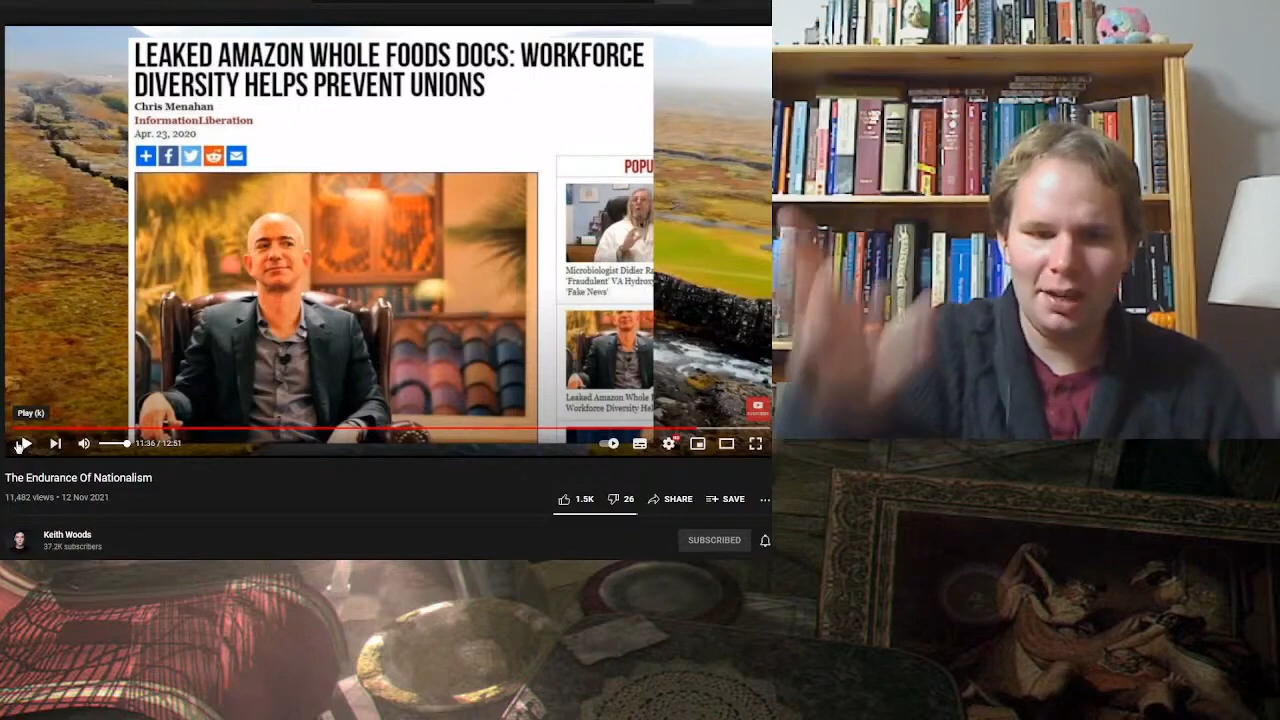 LEAKED AMAZON WHOLE FOODS DOCS: WORKFORCE
DIVERSITY HELPS PREVENT UNIONS
Chris Menahan
InformationLiberation
Apr. 23, 2020
POPU
Microbiologist Didier Ra
'Fraudulent' VA Hydrox
'Fake News'
Leaked Amazon Whole
Workforce Diversity Hel
Play (k)
11:36 / 12:51
The Endurance Of Nationalism
11,482 views • 12 Nov 2021
1.5K
26
SHARE
SAVE
Keith Woods
37.2K subscribers
SUBSCRIBED